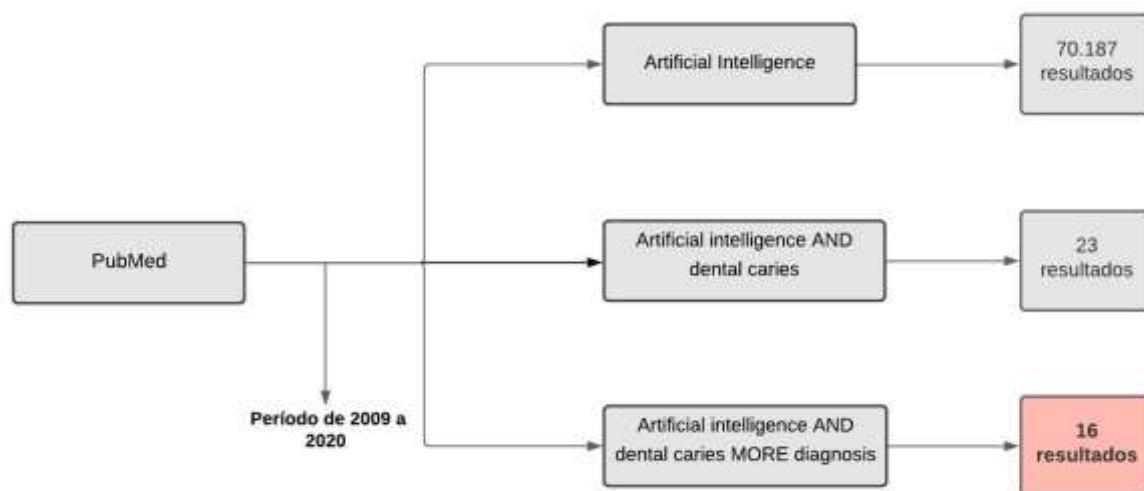 Artificial Intelligence
70.187
resultados
PubMed
Artificial intelligence AND
dental caries
23
resultados
Período de 2009 a
2020
Artificial intelligence AND
dental caries MORE diagnosis
16
resultados